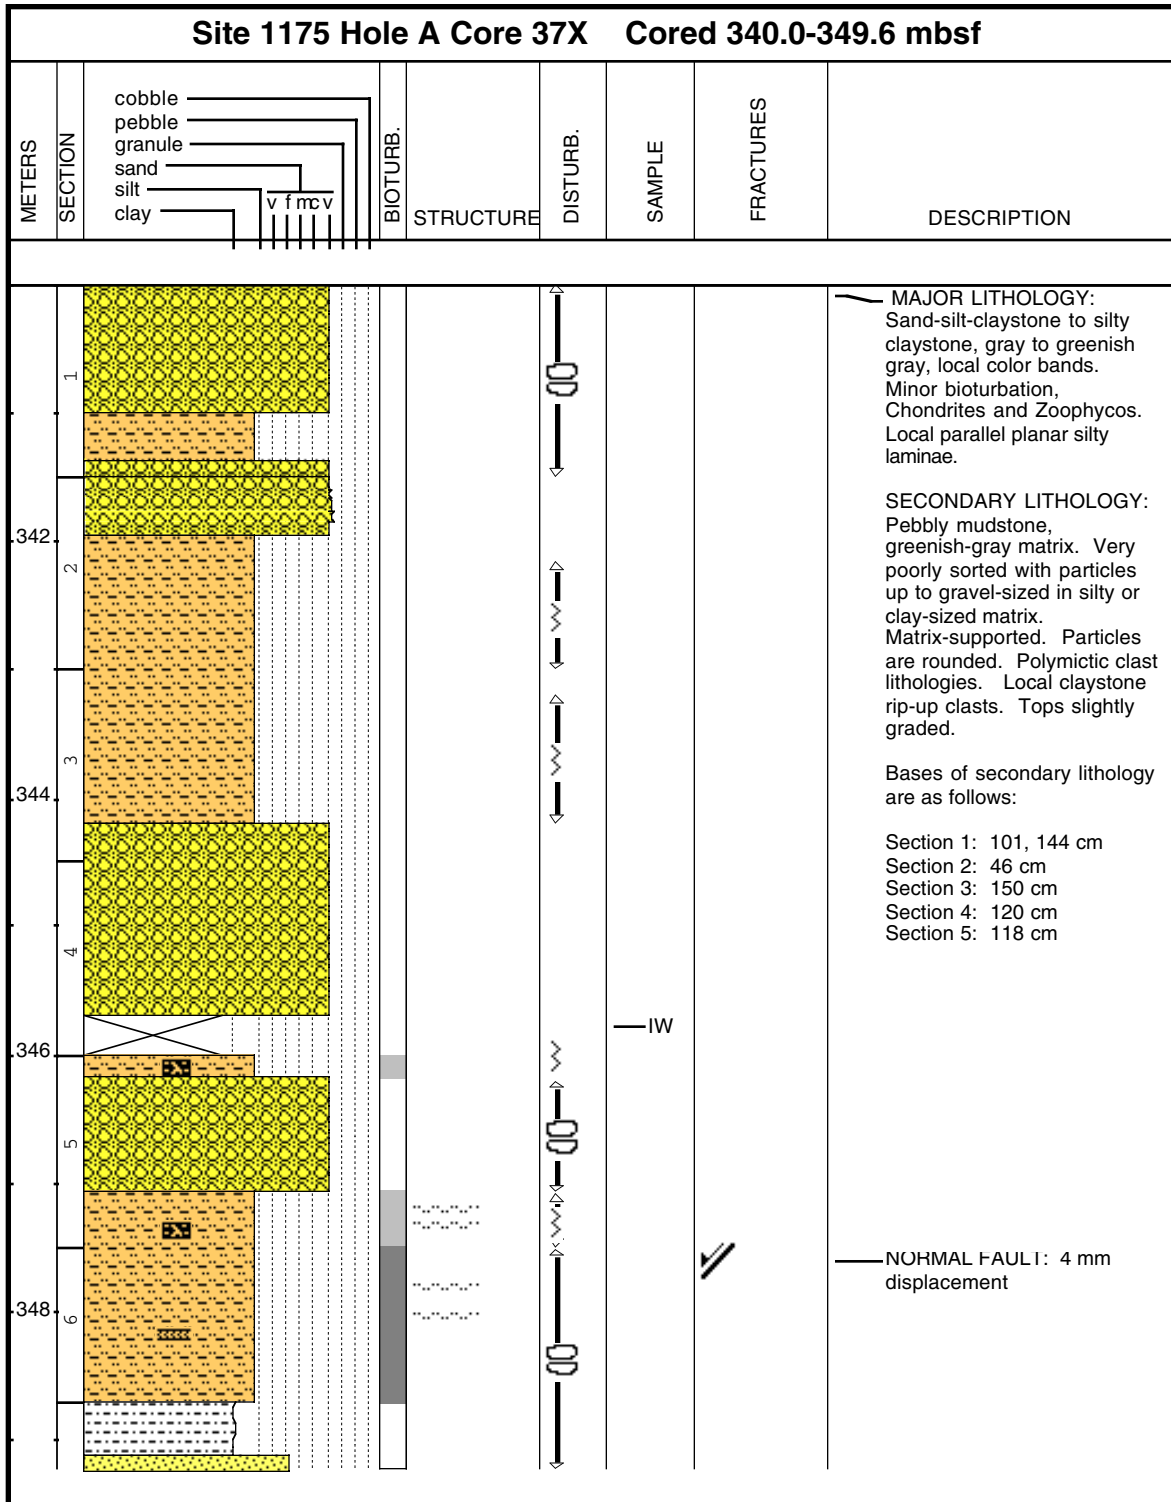 Site 1175 Hole A Core 37X Cored 340.0-349.6 mbsf
METERS
SECTION
cobble
pebble
granule
sand
silt
clay
v f m c v
BIOTURB.
STRUCTURE
DISTURB.
SAMPLE
FRACTURES
DESCRIPTION
1
342
2
3
344
4
346
5
348
6
IW
MAJOR LITHOLOGY:
Sand-silt-claystone to silty
claystone, gray to greenish
gray, local color bands.
Minor bioturbation,
Chondrites and Zoophycos.
Local parallel planar silty
laminae.
SECONDARY LITHOLOGY:
Pebbly mudstone,
greenish-gray matrix. Very
poorly sorted with particles
up to gravel-sized in silty or
clay-sized matrix.
Matrix-supported. Particles
are rounded. Polymictic clast
lithologies. Local claystone
rip-up clasts. Tops slightly
graded.
Bases of secondary lithology
are as follows:
Section 1: 101, 144 cm
Section 2: 46 cm
Section 3: 150 cm
Section 4: 120 cm
Section 5: 118 cm
NORMAL FAULT: 4 mm
displacement